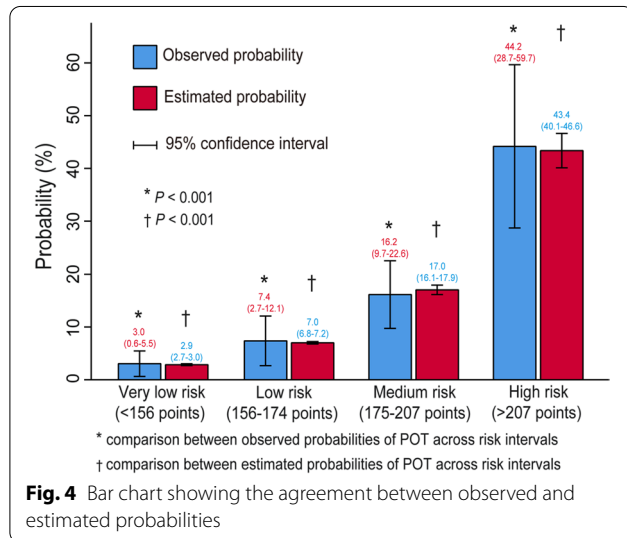 Probability (%)
60
50
40
30
20
10
0
Observed probability
Estimated probability
95% confidence interval
* P < 0.001
† P < 0.001
*
3.0
(0.6-5.5)
†
2.9
(2.7-3.0)
*
7.4
(2.7-12.1)
†
7.0
(6.8-7.2)
*
16.2
(9.7-22.6)
†
17.0
(16.1-17.9)
*
44.2
(28.7-59.7)
†
43.4
(40.1-46.6)
Very low risk
(<156 points)
Low risk
(156-174 points)
Medium risk
(175-207 points)
High risk
(>207 points)
* comparison between observed probabilities of POT across risk intervals
† comparison between estimated probabilities of POT across risk intervals
Fig. 4 Bar chart showing the agreement between observed and
estimated probabilities